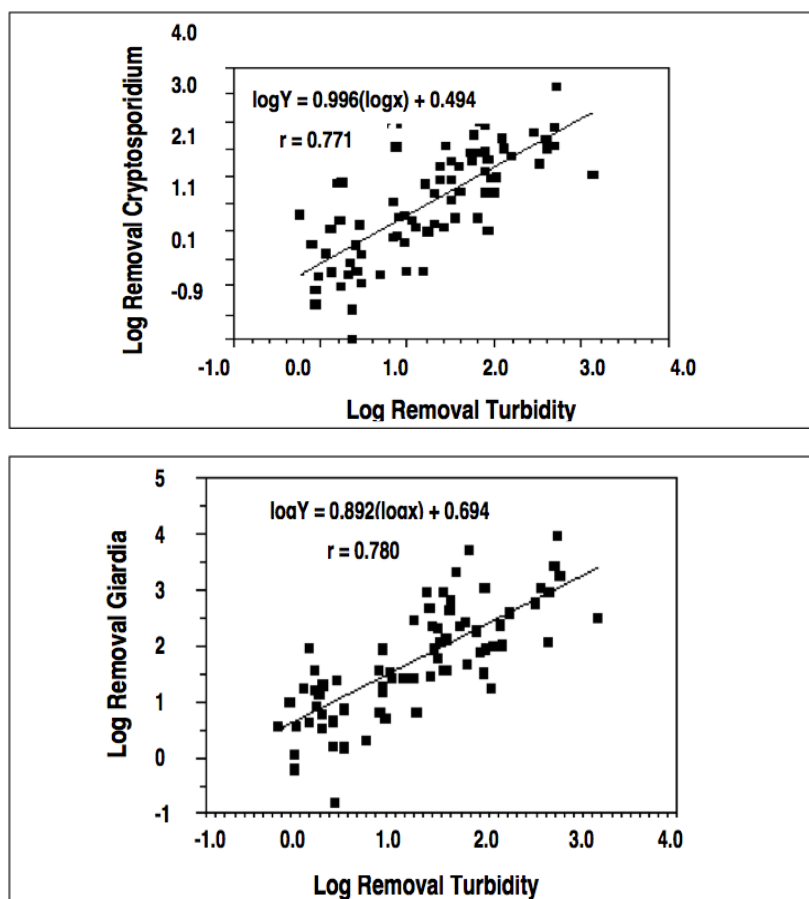 4.0
3.0
2.1
1.1
0.1
-0.9
logY = 0.996(logx) + 0.494
r = 0.771
Log Removal Cryptosporidium
-1.0 0.0 1.0 2.0 3.0 4.0
Log Removal Turbidity
5
4
3
2
1
0
-1
logY = 0.892(logx) + 0.694
r = 0.780
Log Removal Giardia
-1.0 0.0 1.0 2.0 3.0 4.0
Log Removal Turbidity